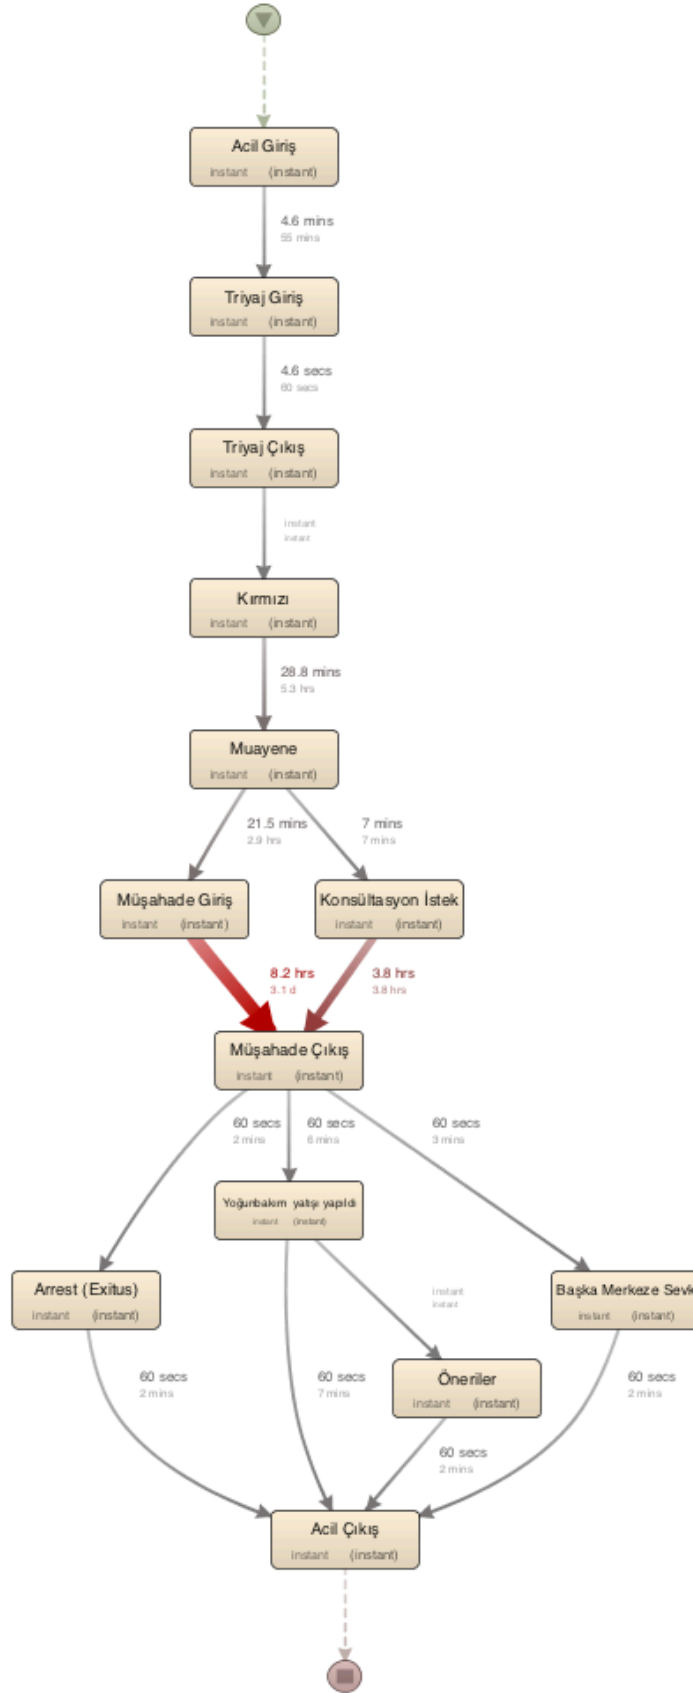 Acil Giriş
instant (instant)
4.6 mins
55 mins
Triyaj Giriş
instant (instant)
4.6 secs
60 secs
Triyaj Çıkış
instant (instant)
instant
instant
Kırmızı
instant (instant)
28.8 mins
5.3 hrs
Muayene
instant (instant)
21.5 mins
2.9 hrs
7 mins
7 mins
Müşahade Giriş
instant (instant)
Konsültasyon İstek
instant (instant)
8.2 hrs
3.1 d
3.8 hrs
3.8 hrs
Müşahade Çıkış
instant (instant)
60 secs
2 mins
60 secs
6 mins
60 secs
3 mins
Yoğunbakım yatışı yapıldı
instant (instant)
Arrest (Exitus)
instant (instant)
instant
instant
Başka Merkeze Sevk
instant (instant)
60 secs
2 mins
60 secs
7 mins
Öneriler
instant (instant)
60 secs
2 mins
60 secs
2 mins
Acil Çıkış
instant (instant)